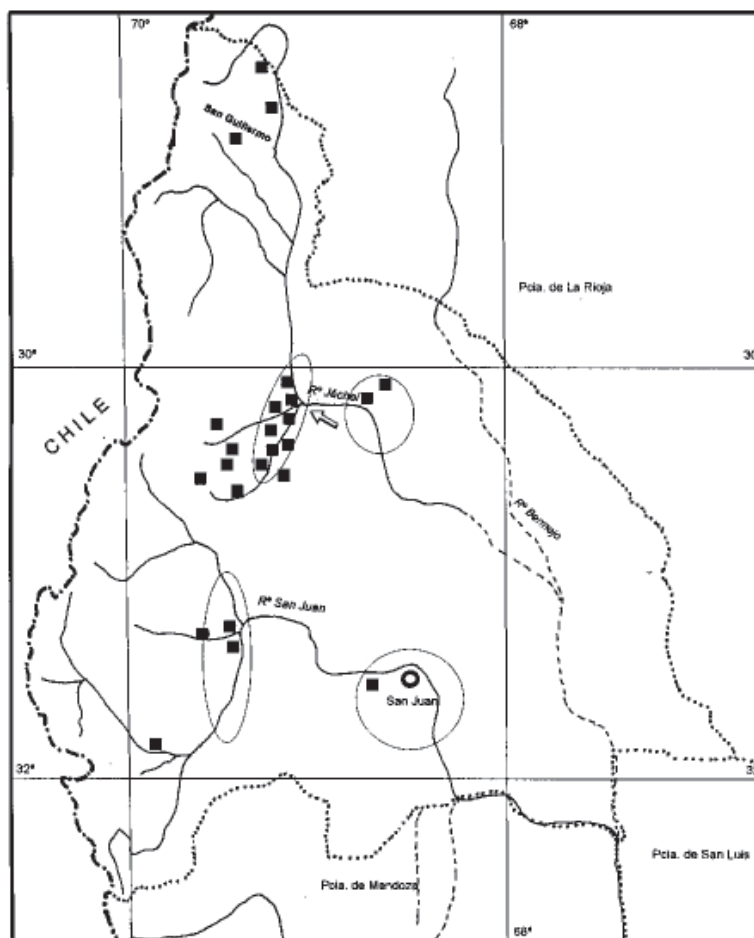 70°
68°
San Guillermo
Pcia. de La Rioja
30°
30
Rº Jáchal
CHILE
Rº Bermejo
Rº San Juan
San Juan
32°
3
Pcia. de San Luis
Pcia. de Mendoza
68°